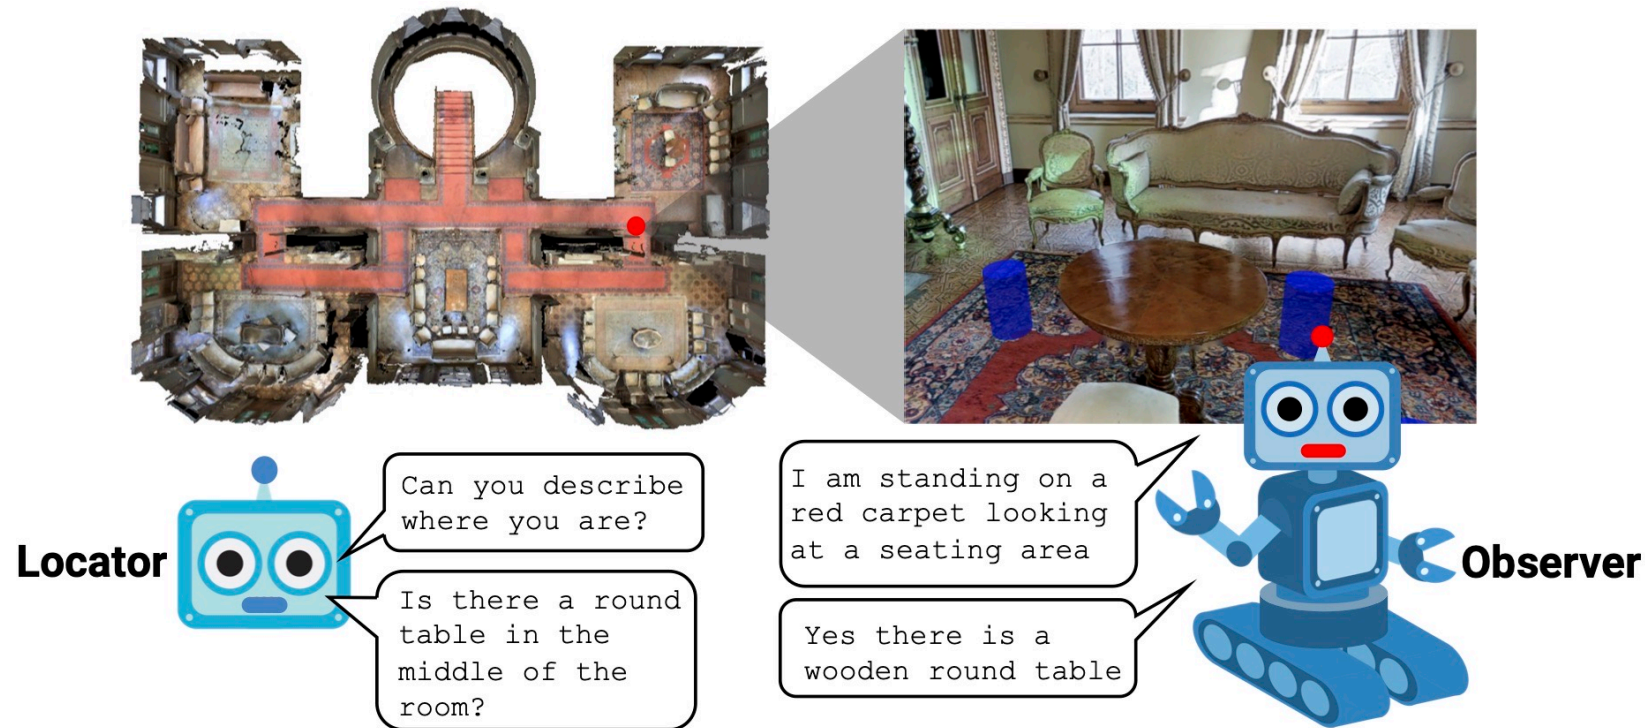 Can you describe
where you are?
I am standing on a
red carpet looking
at a seating area
Locator
Observer
Is there a round
table in the
middle of the
room?
Yes there is a
wooden round table